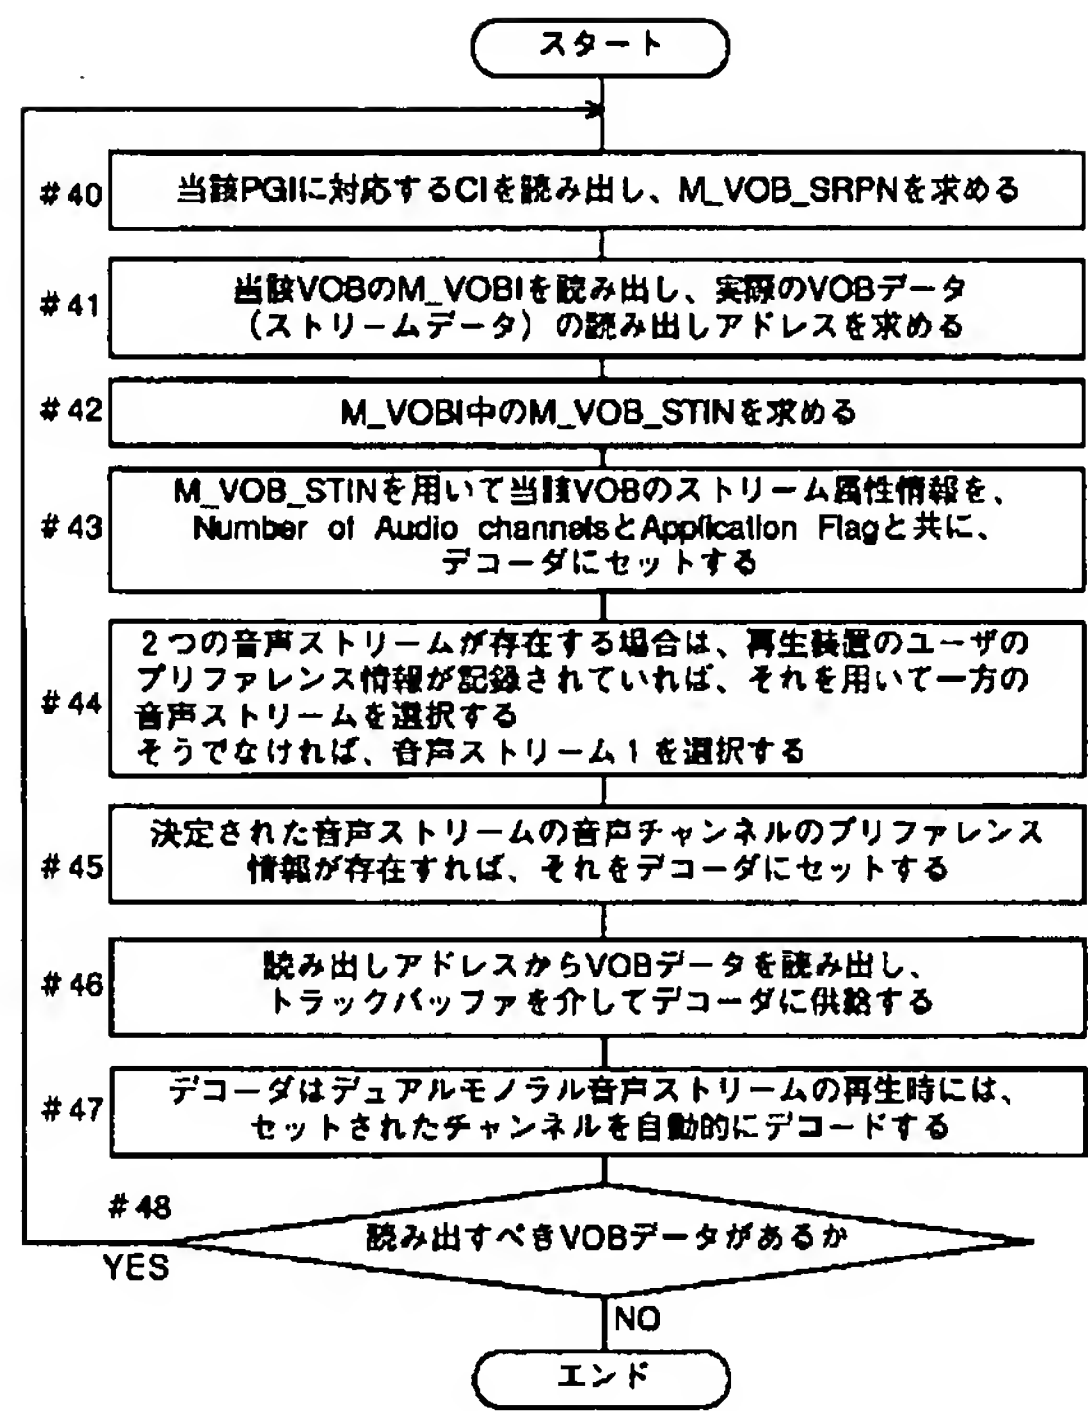 スタート
#40 当該PGIに対応するCIを読み出し、M_VOB_SRPNを求める
#41 当該VOBのM_VOBIを読み出し、実際のVOBデータ
（ストリームデータ）の読み出しアドレスを求める
#42 M_VOBI中のM_VOB_STINを求める
M_VOB_STINを用いて当該VOBのストリーム属性情報を、
#43 Number of Audio channelsとApplication Flagと共に、
デコーダにセットする
2つの音声ストリームが存在する場合は、再生装置のユーザの
プリファレンス情報が記録されていれば、それを用いて一方の
#44 音声ストリームを選択する
そうでなければ、音声ストリーム1を選択する
決定された音声ストリームの音声チャンネルのプリファレンス
#45 情報が存在すれば、それをデコーダにセットする
#46 読み出しアドレスからVOBデータを読み出し、
トラックバッファを介してデコーダに供給する
#47 デコーダはデュアルモノラル音声ストリームの再生時には、
セットされたチャンネルを自動的にデコードする
#48
読み出すべきVOBデータがあるか
YES
NO
エンド